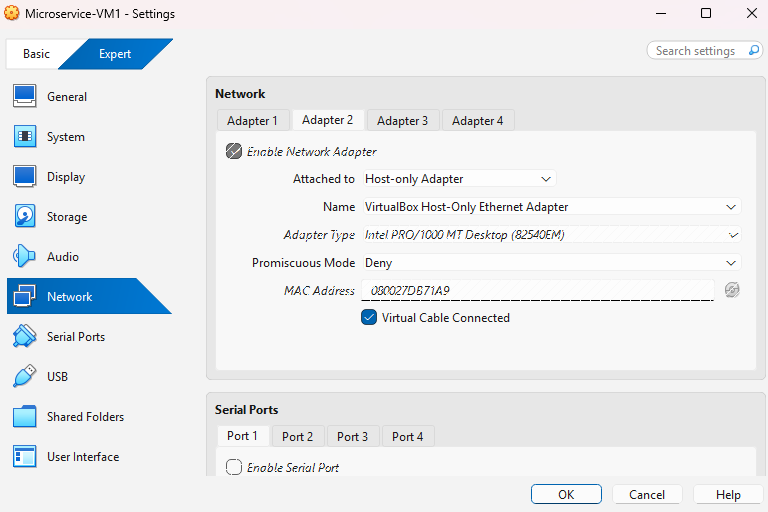 Microservice-VM1 - Settings
Basic
Expert
Search settings
General
System
Display
Storage
Audio
Network
Serial Ports
USB
Shared Folders
User Interface
Network
Adapter 1
Adapter 2
Adapter 3
Adapter 4
Enable Network Adapter
Attached to Host-only Adapter
Name VirtualBox Host-Only Ethernet Adapter
Adapter Type Intel PRO/1000 MT Desktop (82540EM)
Promiscuous Mode Deny
MAC Address 080027DB71A9
Virtual Cable Connected
Serial Ports
Port 1
Port 2
Port 3
Port 4
Enable Serial Port
OK
Cancel
Help